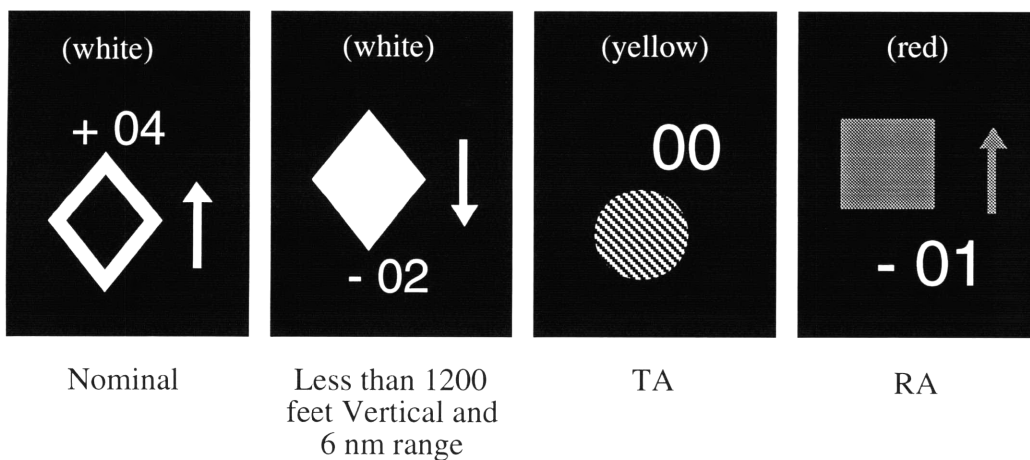 (white)
+ 04
Nominal
(white)
- 02
Less than 1200
feet Vertical and
6 nm range
(yellow)
00
TA
(red)
- 01
RA